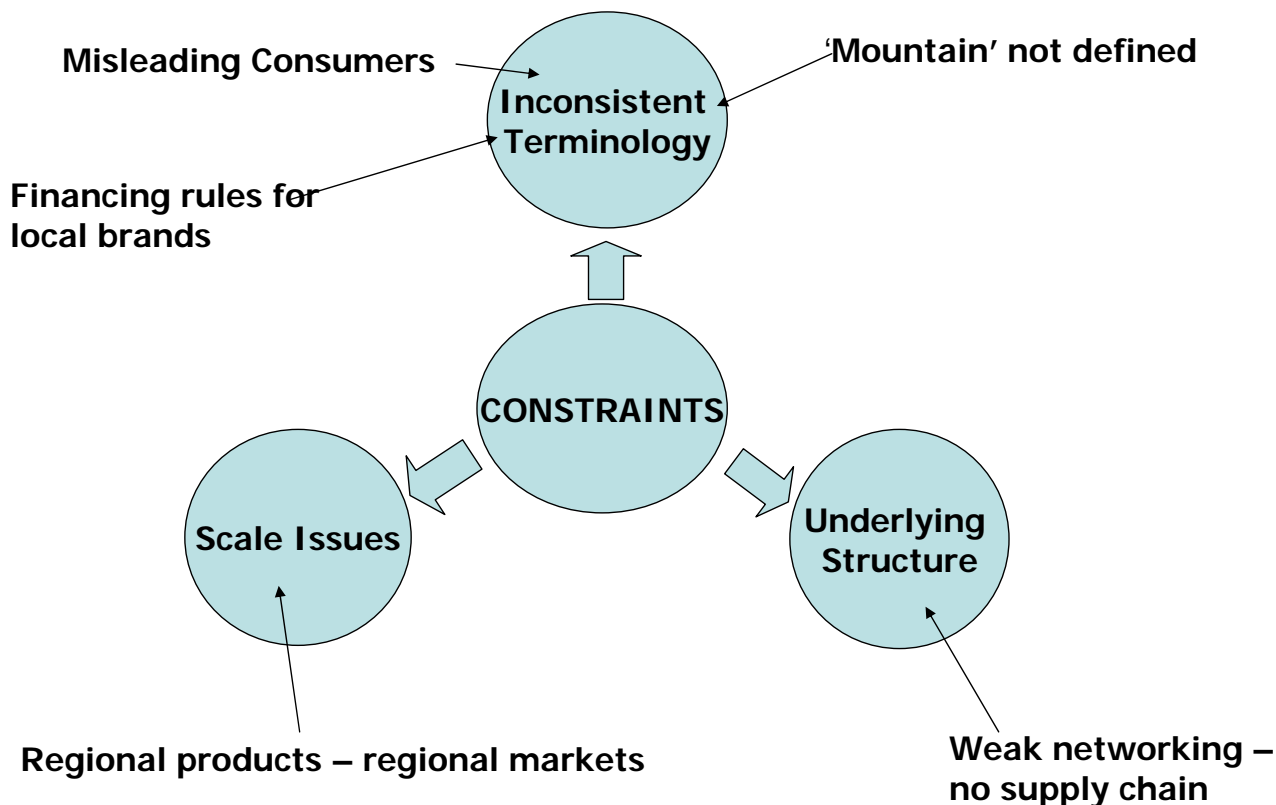 Misleading Consumers
‘Mountain’ not defined
Inconsistent
Terminology
Financing rules for
local brands
CONSTRAINTS
Scale Issues
Underlying
Structure
Regional products – regional markets
Weak networking –
no supply chain